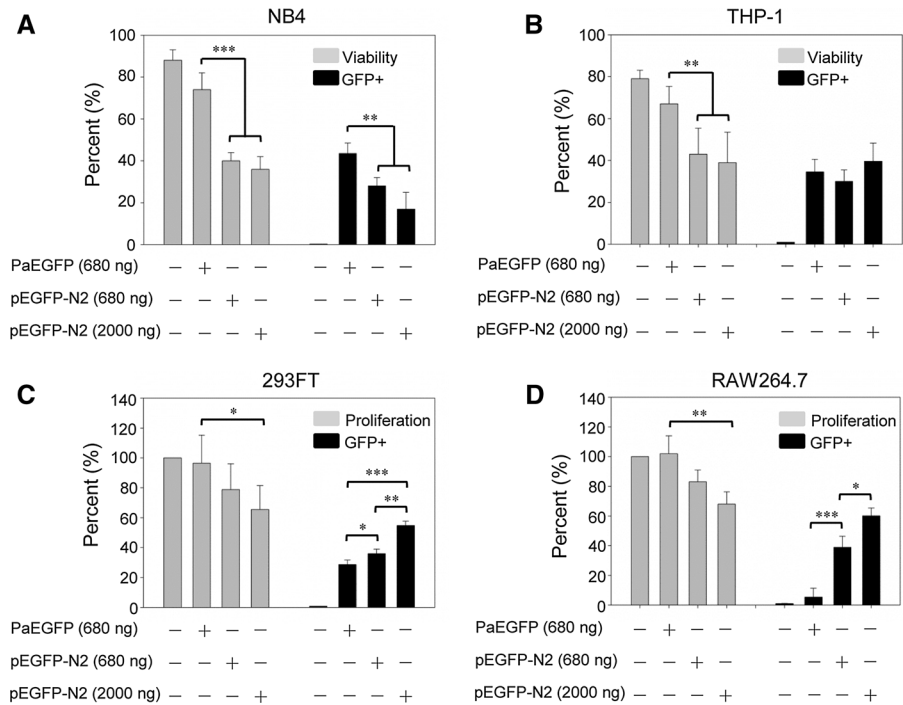 A
NB4
100
80
60
40
20
0
Percent (%)
Viability
GFP+
***
**
PaEGFP (680 ng) − + − − − + − −
pEGFP-N2 (680 ng) − − + − − − + −
pEGFP-N2 (2000 ng) − − − + − − − +
B
THP-1
100
80
60
40
20
0
Percent (%)
Viability
GFP+
**
PaEGFP (680 ng) − + − − − + − −
pEGFP-N2 (680 ng) − − + − − − + −
pEGFP-N2 (2000 ng) − − − + − − − +
C
293FT
140
120
100
80
60
40
20
0
Percent (%)
Proliferation
GFP+
*
***
**
*
PaEGFP (680 ng) − + − − − + − −
pEGFP-N2 (680 ng) − − + − − − + −
pEGFP-N2 (2000 ng) − − − + − − − +
D
RAW264.7
140
120
100
80
60
40
20
0
Percent (%)
Proliferation
GFP+
**
*
***
PaEGFP (680 ng) − + − − − + − −
pEGFP-N2 (680 ng) − − + − − − + −
pEGFP-N2 (2000 ng) − − − + − − − +